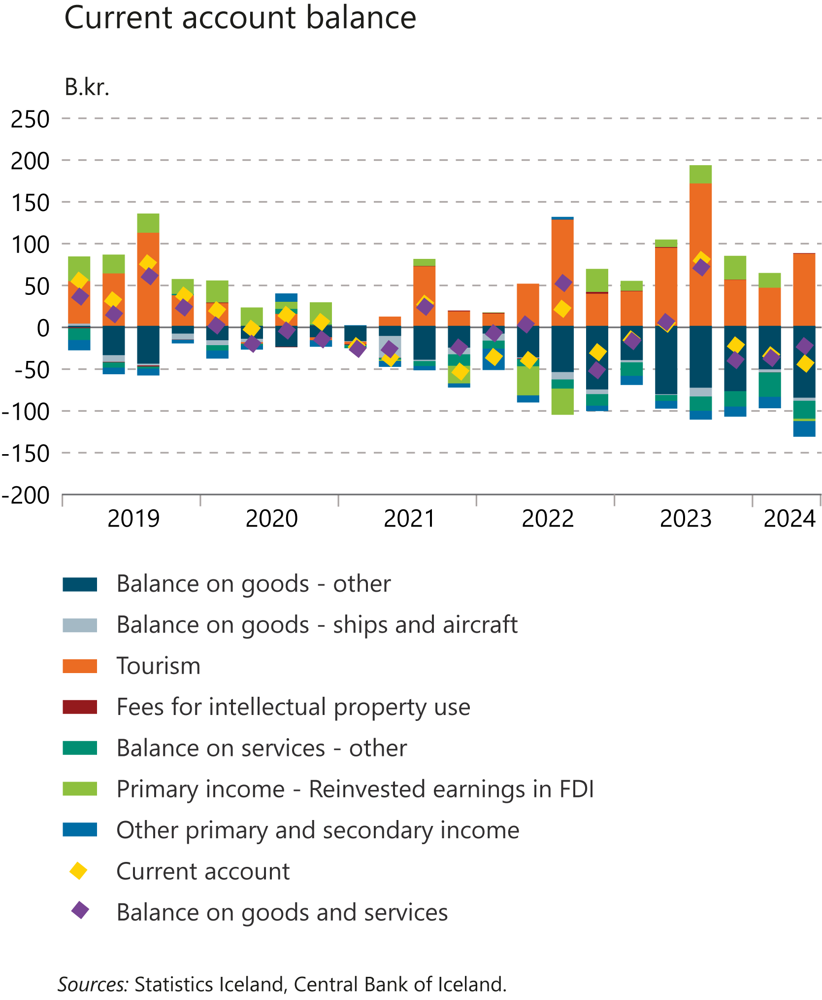 Current account balance
B.kr.
250
200
150
100
50
0
-50
-100
-150
-200
2019 2020 2021 2022 2023 2024
Balance on goods - other
Balance on goods - ships and aircraft
Tourism
Fees for intellectual property use
Balance on services - other
Primary income - Reinvested earnings in FDI
Other primary and secondary income
Current account
Balance on goods and services
Sources: Statistics Iceland, Central Bank of Iceland.